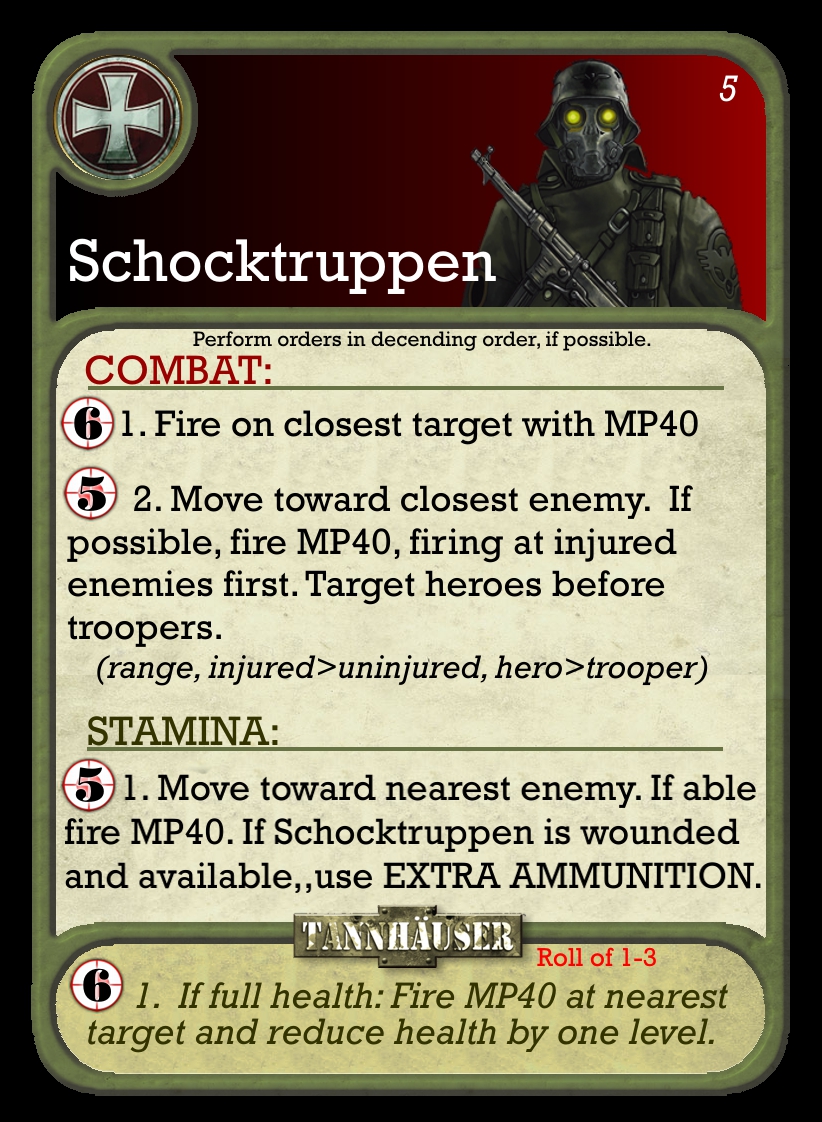 5
Schocktruppen
Perform orders in decending order, if possible.
COMBAT:
6 1. Fire on closest target with MP40
5 2. Move toward closest enemy. If
possible, fire MP40, firing at injured
enemies first. Target heroes before
troopers.
(range, injured>uninjured, hero>trooper)
STAMINA:
5 1. Move toward nearest enemy. If able
fire MP40. If Schocktruppen is wounded
and available,,use EXTRA AMMUNITION.
TANNHÄUSER
Roll of 1-3
6 1. If full health: Fire MP40 at nearest
target and reduce health by one level.